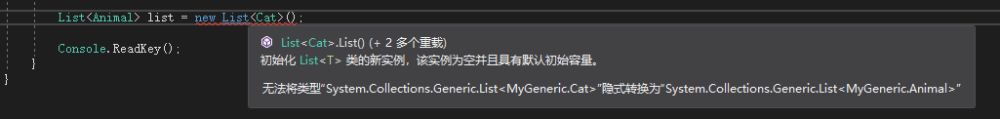 List<Animal> list = new List<Cat>();
Console.ReadKey();
}
}
List<Cat>.List() (+ 2 多个重载)
初始化 List<T> 类的新实例，该实例为空并且具有默认初始容量。
无法将类型“System.Collections.Generic.List<MyGeneric.Cat>”隐式转换为“System.Collections.Generic.List<MyGeneric.Animal>”